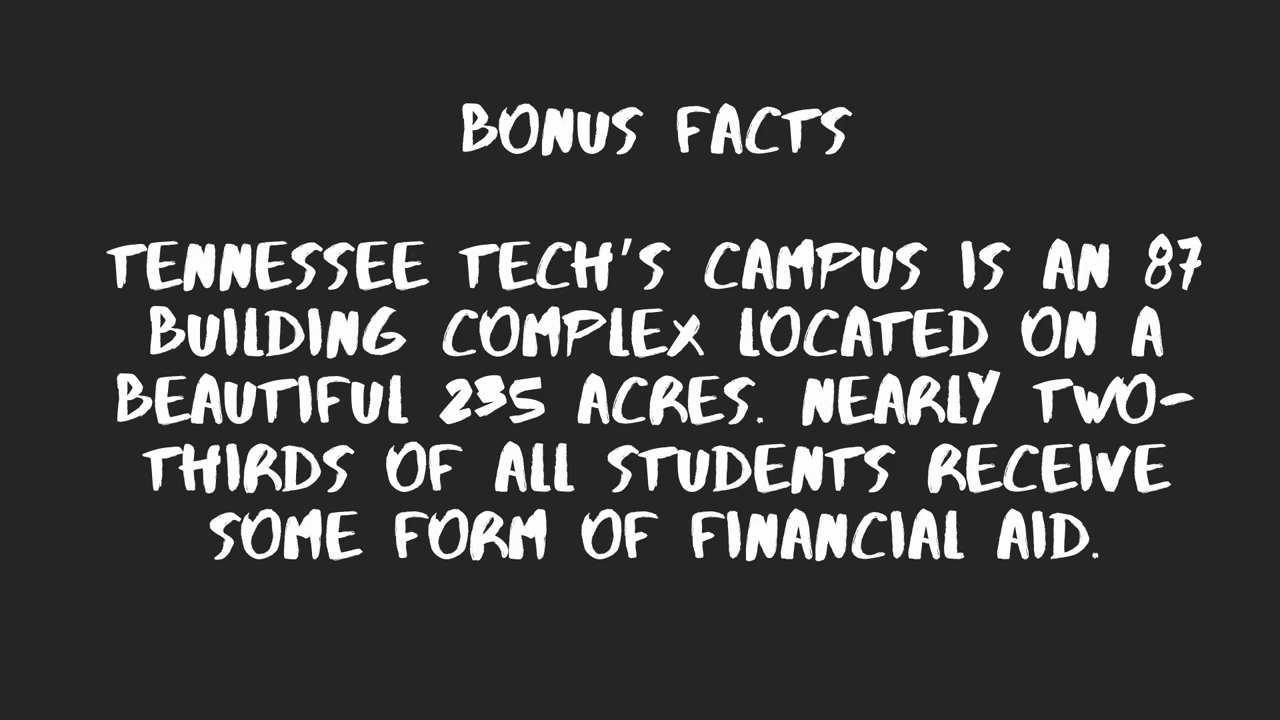 BONUS FACTS
TENNESSEE TECH'S CAMPUS IS AN 87
BUILDING COMPLEX LOCATED ON A
BEAUTIFUL 235 ACRES. NEARLY TWO-
THIRDS OF ALL STUDENTS RECEIVE
SOME FORM OF FINANCIAL AID.